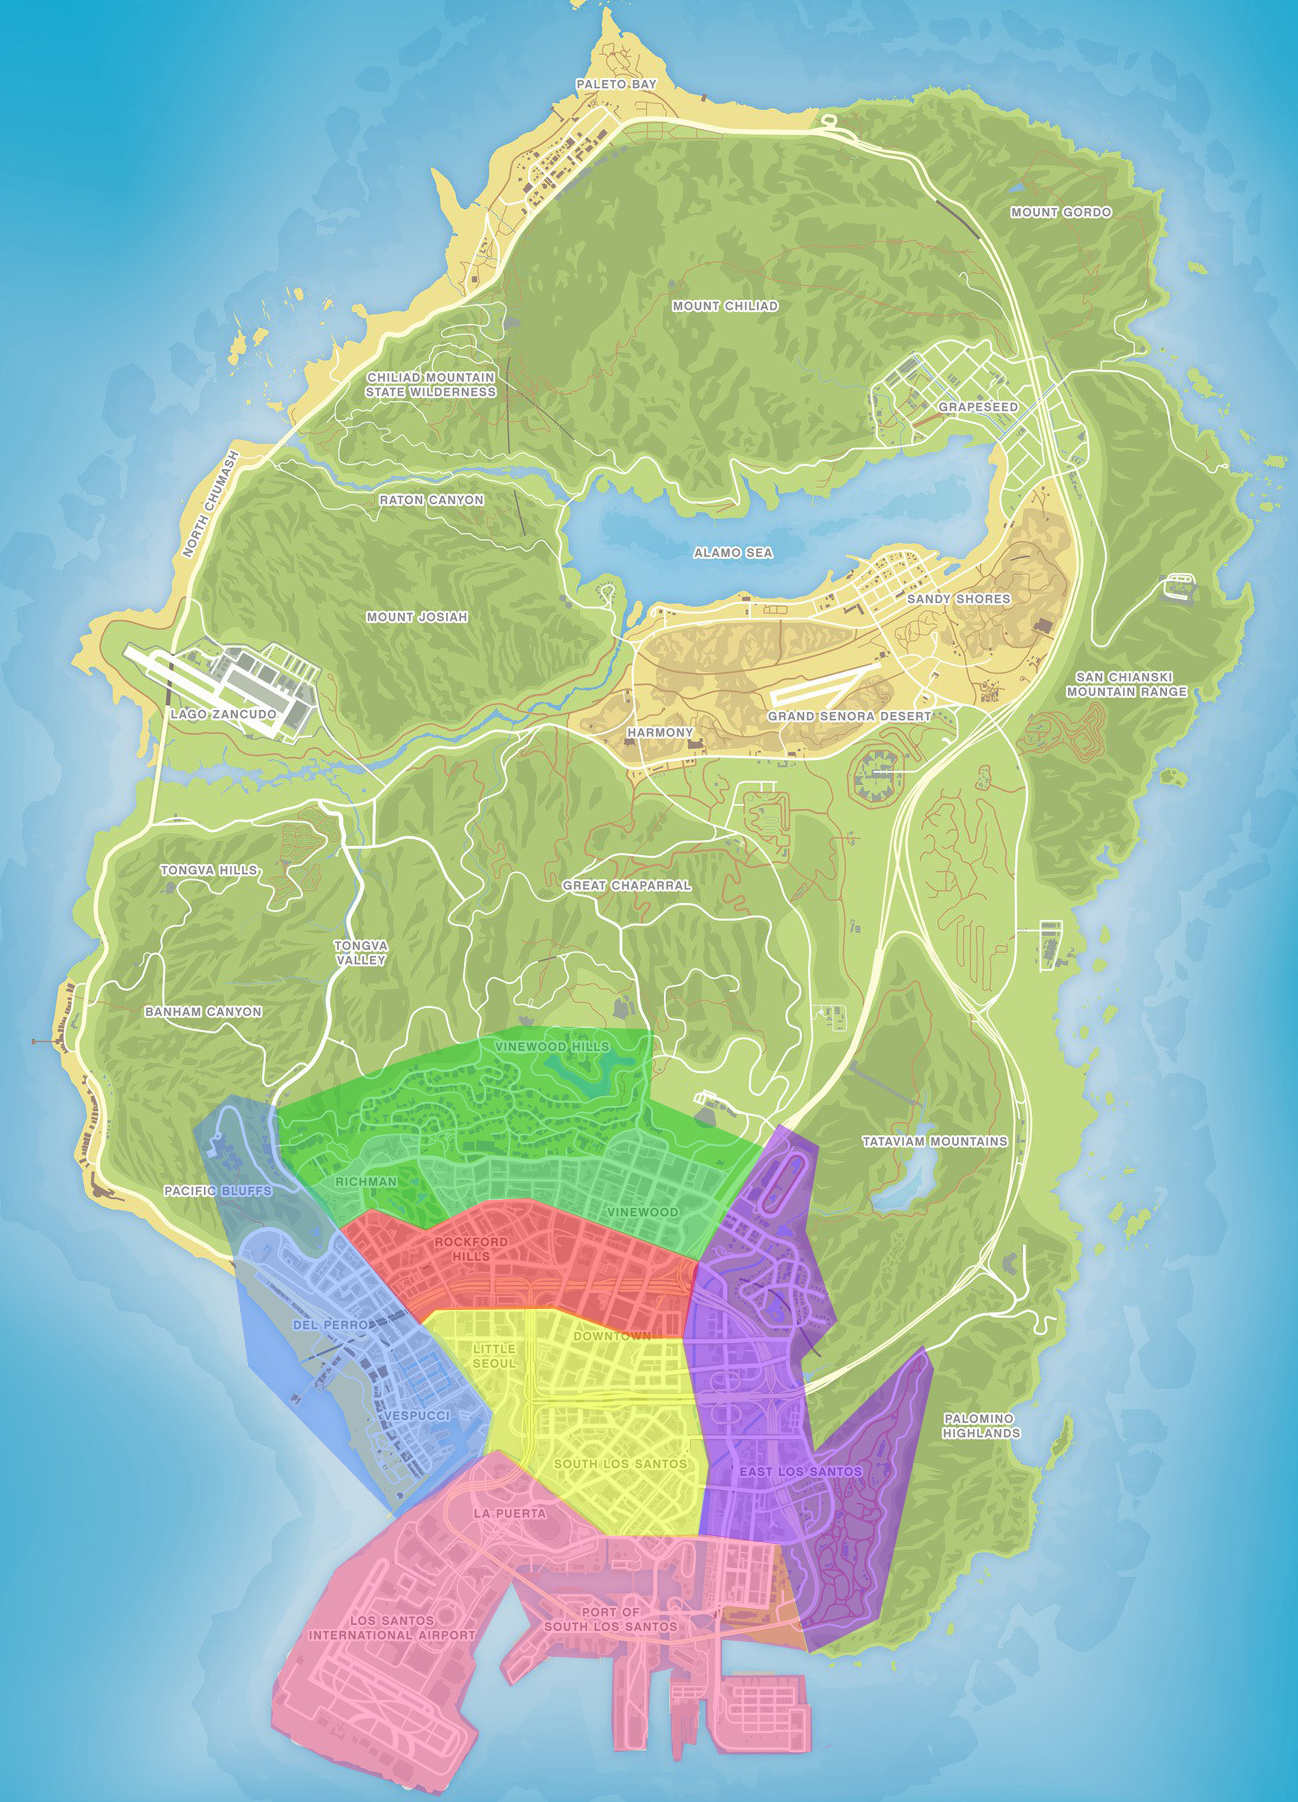 PALETO BAY
MOUNT GORDO
MOUNT CHILIAD
CHILIAD MOUNTAIN
STATE WILDERNESS
GRAPESEED
NORTH CHUMASH
RATON CANYON
ALAMO SEA
SANDY SHORES
MOUNT JOSIAH
SAN CHIANSKI
MOUNTAIN RANGE
LAGO ZANCUDO
GRAND SENORA DESERT
HARMONY
TONGVA HILLS
GREAT CHAPARRAL
TONGVA
VALLEY
BANHAM CANYON
VINEWOOD HILLS
TATAVIAM MOUNTAINS
RICHMAN
PACIFIC BLUFFS
VINEWOOD
ROCKFORD
HILLS
DEL PERRO
DOWNTOWN
LITTLE
SEOUL
VESPUCCI
PALOMINO
HIGHLANDS
SOUTH LOS SANTOS
EAST LOS SANTOS
LA PUERTA
LOS SANTOS
INTERNATIONAL AIRPORT
PORT OF
SOUTH LOS SANTOS